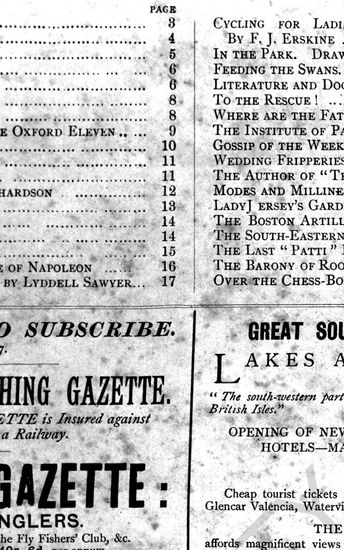 PAGE
3
4
5
6
6
8
8
E OXFORD ELEVEN .. ... 9
10
11
11
HARDSON ... 12
13
14
14
15
E OF NAPOLEON ... ... 16
BY LYDDELL SAWYER... 17
CYCLING FOR LADI
BY F. J. ERSKINE ..
IN THE PARK. DRAW
FEEDING THE SWANS.
LITERATURE AND DOG
TO THE RESCUE! ...
WHERE ARE THE FAT
THE INSTITUTE OF PA
GOSSIP OF THE WEEK
WEDDING FRIPPERIES
THE AUTHOR OF "TE
MODES AND MILLINE
LADY JERSEY'S GARD
THE BOSTON ARTILL
THE SOUTH-EASTERN
THE LAST "PATTI"
THE BARONY OF ROO
OVER THE CHESS-BO
O SUBSCRIBE.
7.
HING GAZETTE.
ETTE is Insured against
a Railway.
GAZETTE:
NGLERS.
he Fly Fishers' Club, &c.
GREAT SOU
LAKES A
"The south-western part
British Isles."
OPENING OF NEW
HOTELS—MA
Cheap tourist tickets
Glencar Valencia, Watervi
THE
affords magnificent views